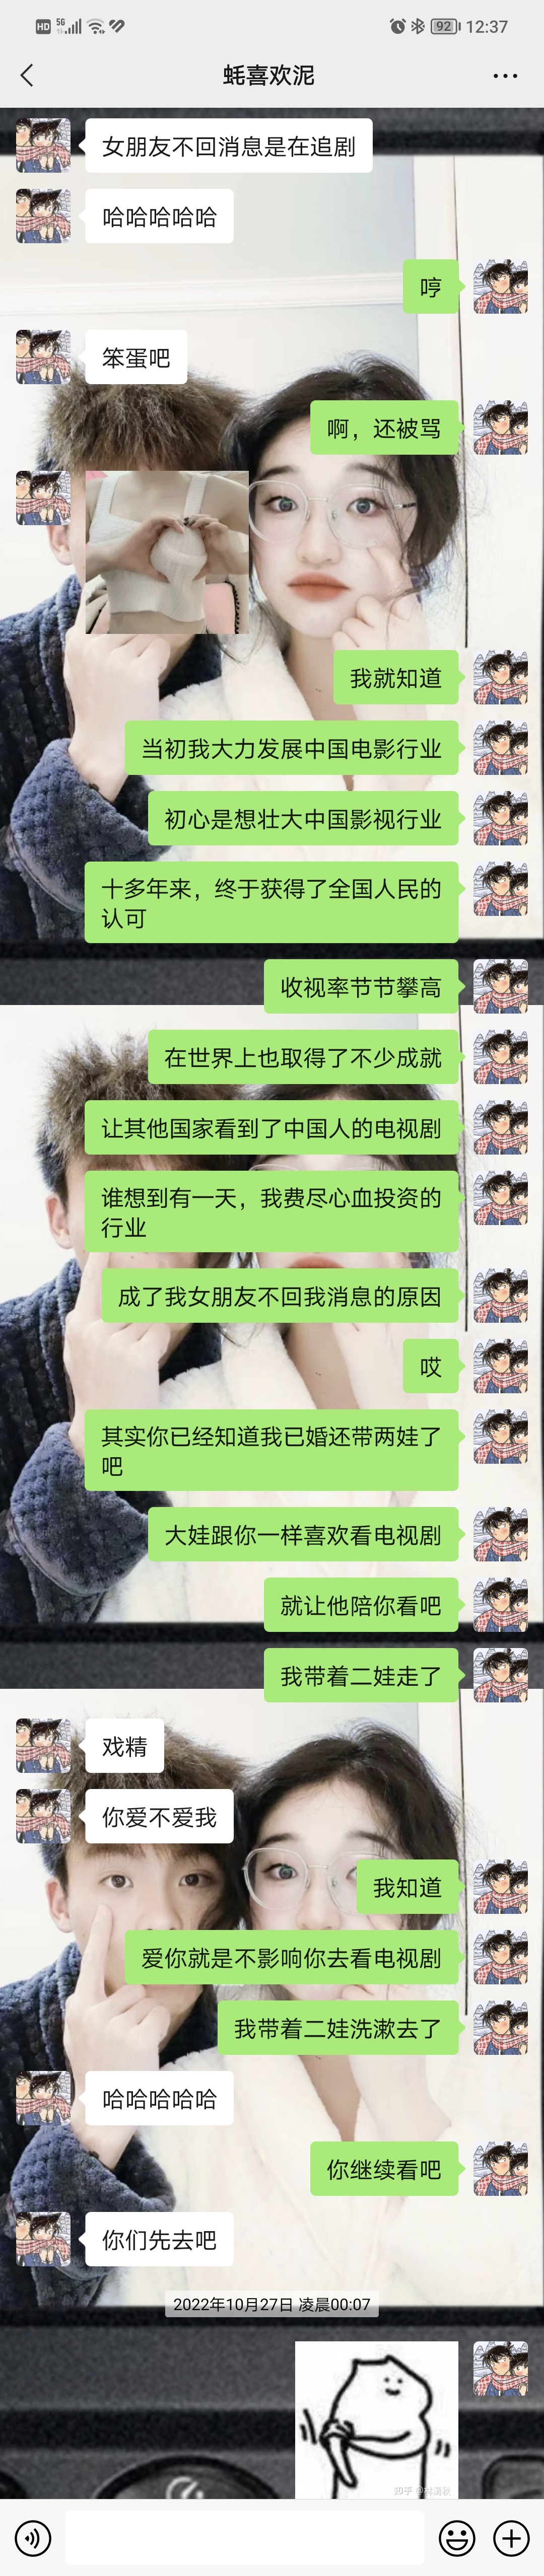 HD 5G 92 12:37
蚝喜欢泥
女朋友不回消息是在追剧
哈哈哈哈哈
哼
笨蛋吧
啊，还被骂
我就知道
当初我大力发展中国电影行业
初心是想壮大中国影视行业
十多年来，终于获得了全国人民的
认可
收视率节节攀高
在世界上也取得了不少成就
让其他国家看到了中国人的电视剧
谁想到有一天，我费尽心血投资的
行业
成了我女朋友不回我消息的原因
哎
其实你已经知道我已婚还带两娃了
吧
大娃跟你一样喜欢看电视剧
就让他陪你看吧
我带着二娃走了
戏精
你爱不爱我
我知道
爱你就是不影响你去看电视剧
我带着二娃洗漱去了
哈哈哈哈哈
你继续看吧
你们先去吧
2022年10月27日 凌晨00:07
知乎